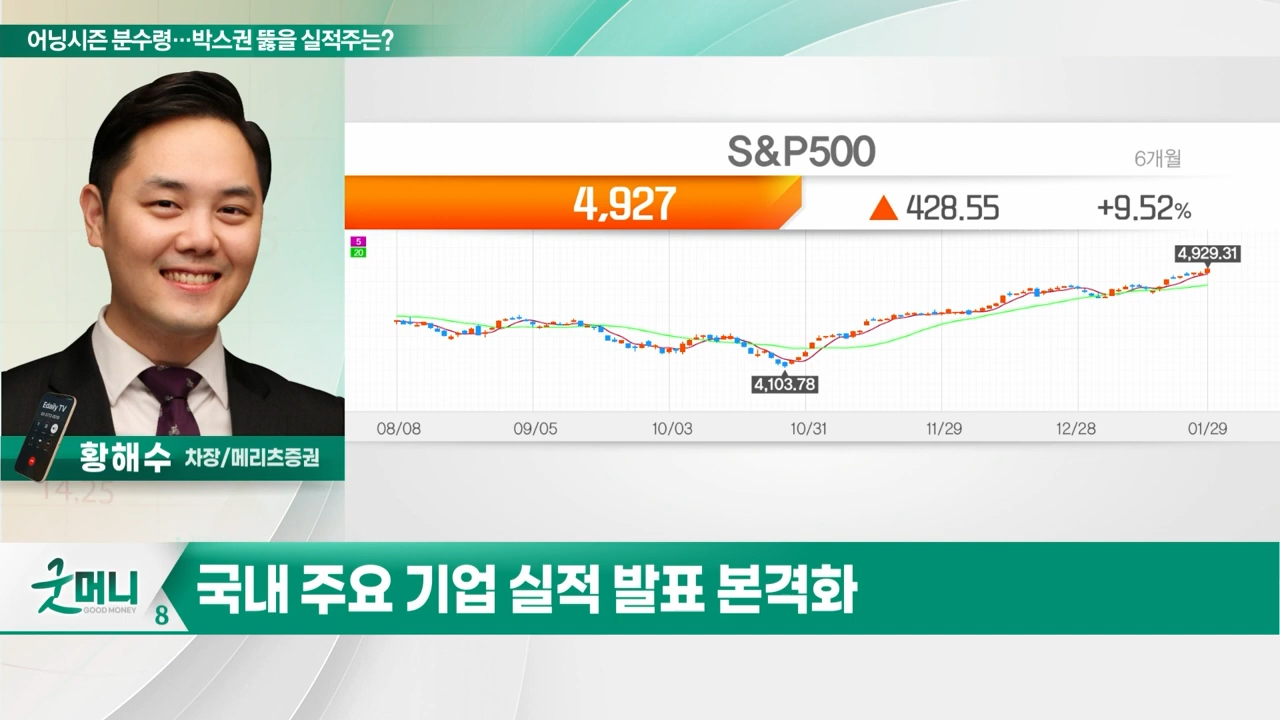 어닝시즌 분수령…박스권 뚫을 실적주는?
S&P500
6개월
4,927
▲ 428.55
+9.52%
5
20
4,929.31
4,103.78
08/08
09/05
10/03
10/31
11/29
12/28
01/29
Edaily TV
황해수 차장/메리츠증권
14.25
굿머니
GOOD MONEY
8
국내 주요 기업 실적 발표 본격화